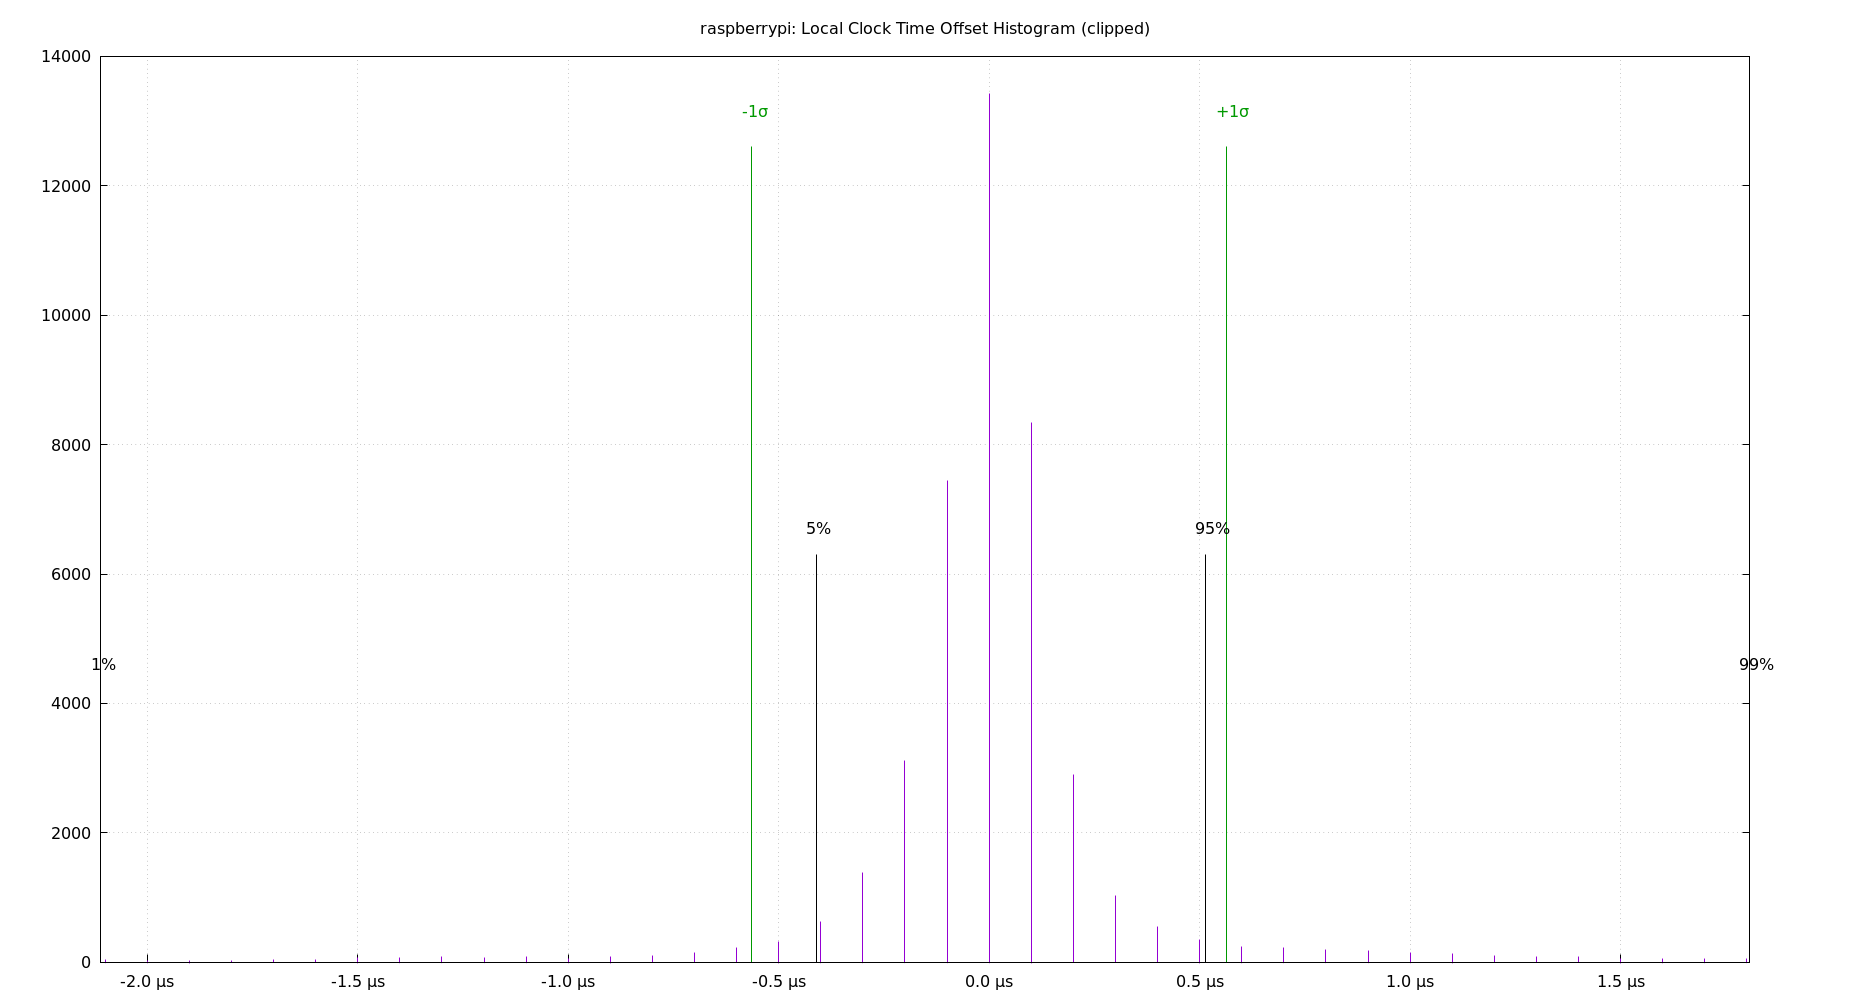 raspberrypi: Local Clock Time Offset Histogram (clipped)
14000
-1σ
+1σ
12000
10000
8000
5%
95%
6000
1%
99%
4000
2000
0
-2.0 μs
-1.5 μs
-1.0 μs
-0.5 μs
0.0 μs
0.5 μs
1.0 μs
1.5 μs